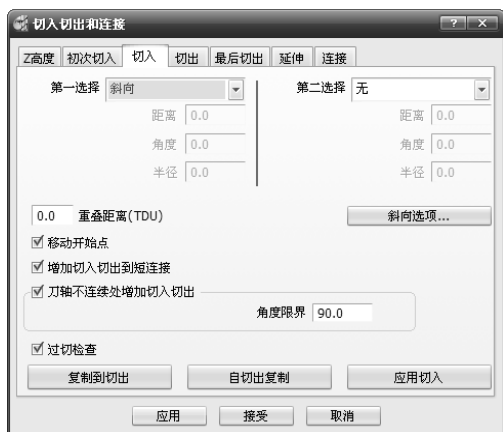 切入切出和连接
Z高度 初次切入 切入 切出 最后切出 延伸 连接
第一选择 斜向 第二选择 无
距离 0.0 距离 0.0
角度 0.0 角度 0.0
半径 0.0 半径 0.0
0.0 重叠距离(TDU) 斜向选项...
移动开始点
增加切入切出到短连接
刀轴不连续处增加切入切出
角度限界 90.0
过切检查
复制到切出 自切出复制 应用切入
应用 接受 取消